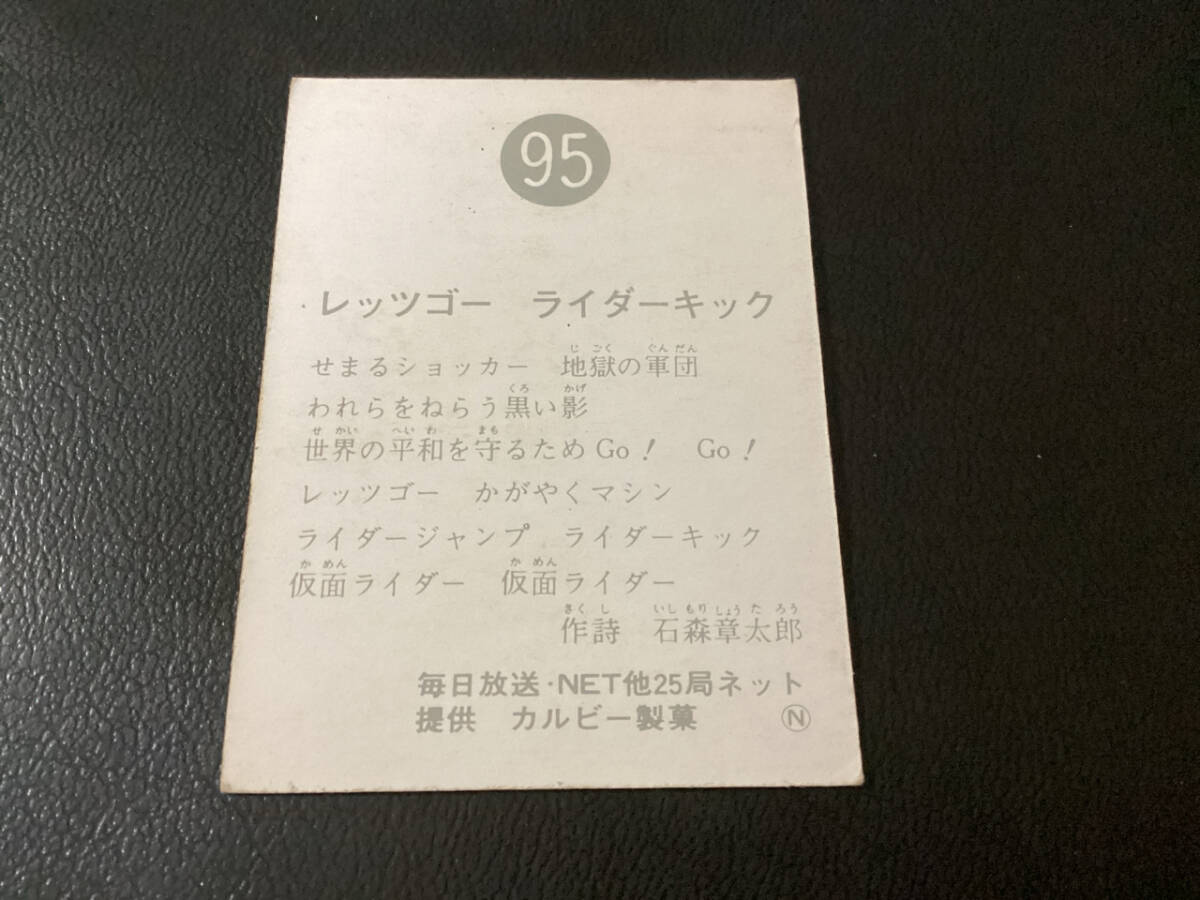 95
レッツゴー　ライダーキック
せまるショッカー　地獄の軍団
われらをねらう黒い影
世界の平和を守るためGo！　Go！
レッツゴー　かがやくマシン
ライダージャンプ　ライダーキック
仮面ライダー　仮面ライダー
作詩　石森章太郎
毎日放送・NET他25局ネット
提供　カルビー製菓　Ⓝ